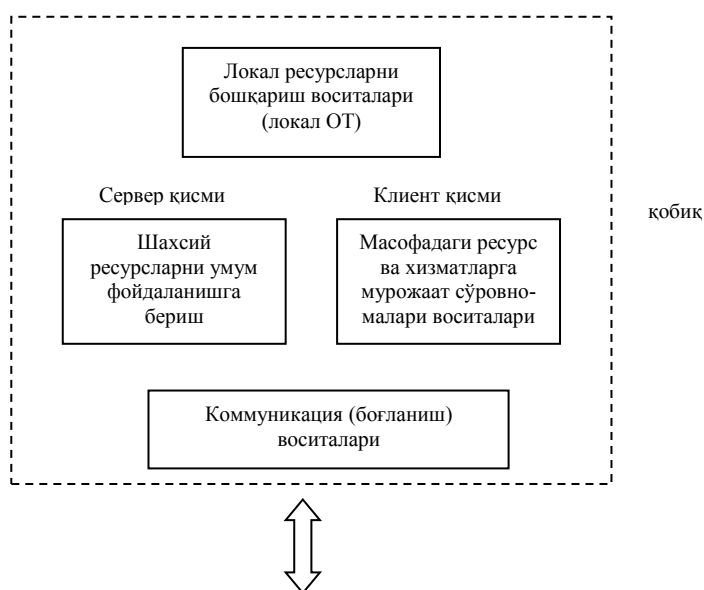 Локал ресурсларни
бошқариш воситалари
(локал ОТ)
Сервер қисми
Клиент қисми
қобиқ
Шахсий
ресурсларни умум
фойдаланишга
бериш
Масофадаги ресурс
ва хизматларга
мурожаат сўровно-
малари воситалари
Коммуникация (боғланиш)
воситалари